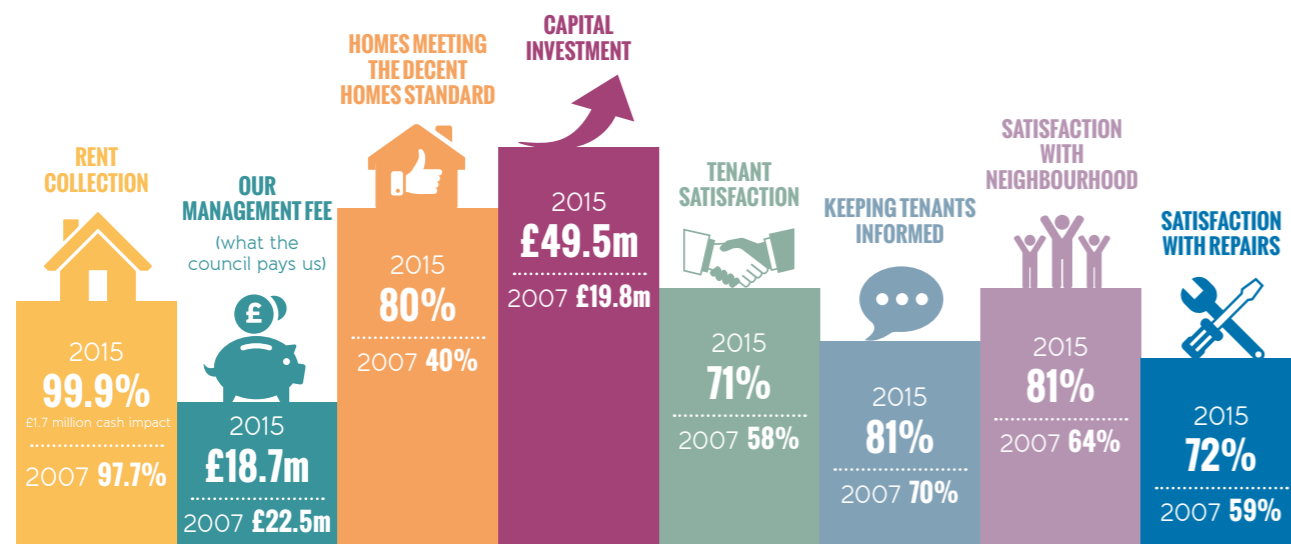 RENT
COLLECTION
2015
99.9%
£1.7 million cash impact
2007 97.7%
OUR
MANAGEMENT FEE
(what the
council pays us)
£
2015
£18.7m
2007 £22.5m
HOMES MEETING
THE DECENT
HOMES STANDARD
2015
80%
2007 40%
CAPITAL
INVESTMENT
2015
£49.5m
2007 £19.8m
TENANT
SATISFACTION
2015
71%
2007 58%
KEEPING TENANTS
INFORMED
2015
81%
2007 70%
SATISFACTION
WITH
NEIGHBOURHOOD
2015
81%
2007 64%
SATISFACTION
WITH REPAIRS
2015
72%
2007 59%